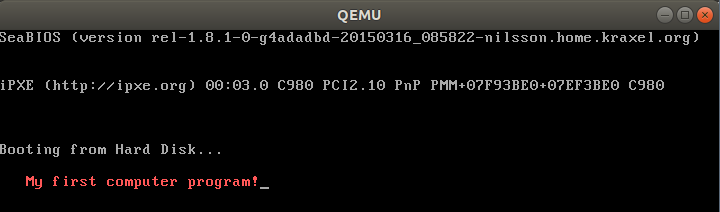 QEMU
SeaBIOS (version rel-1.8.1-0-g4adadbd-20150316_085822-nilsson.home.kraxel.org)
iPXE (http://ipxe.org) 00:03.0 C980 PCI2.10 PnP PMM+07F93BE0+07EF3BE0 C980
Booting from Hard Disk...
My first computer program!_